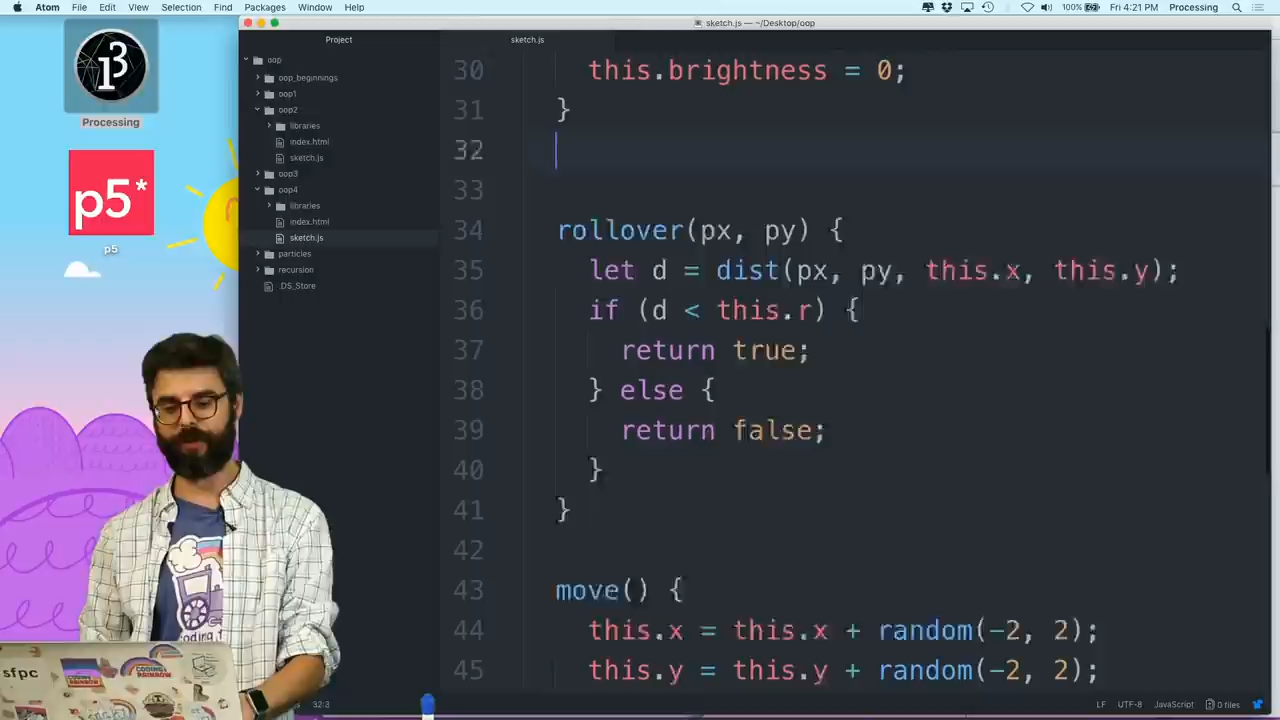 Atom File Edit View Selection Find Packages Window Help 100% Fri 4:21 PM Processing
sketch.js — ~/Desktop/oop
Project
sketch.js
oop
oop_beginnings
oop1
oop2
libraries
index.html
sketch.js
oop3
oop4
libraries
index.html
sketch.js
particles
recursion
.DS_Store
Processing
p5*
p5
30 this.brightness = 0;
31 }
32
33
34 rollover(px, py) {
35 let d = dist(px, py, this.x, this.y);
36 if (d < this.r) {
37 return true;
38 } else {
39 return false;
40 }
41 }
42
43 move() {
44 this.x = this.x + random(-2, 2);
45 this.y = this.y + random(-2, 2);
sfpc
32:3 LF UTF-8 JavaScript 0 files